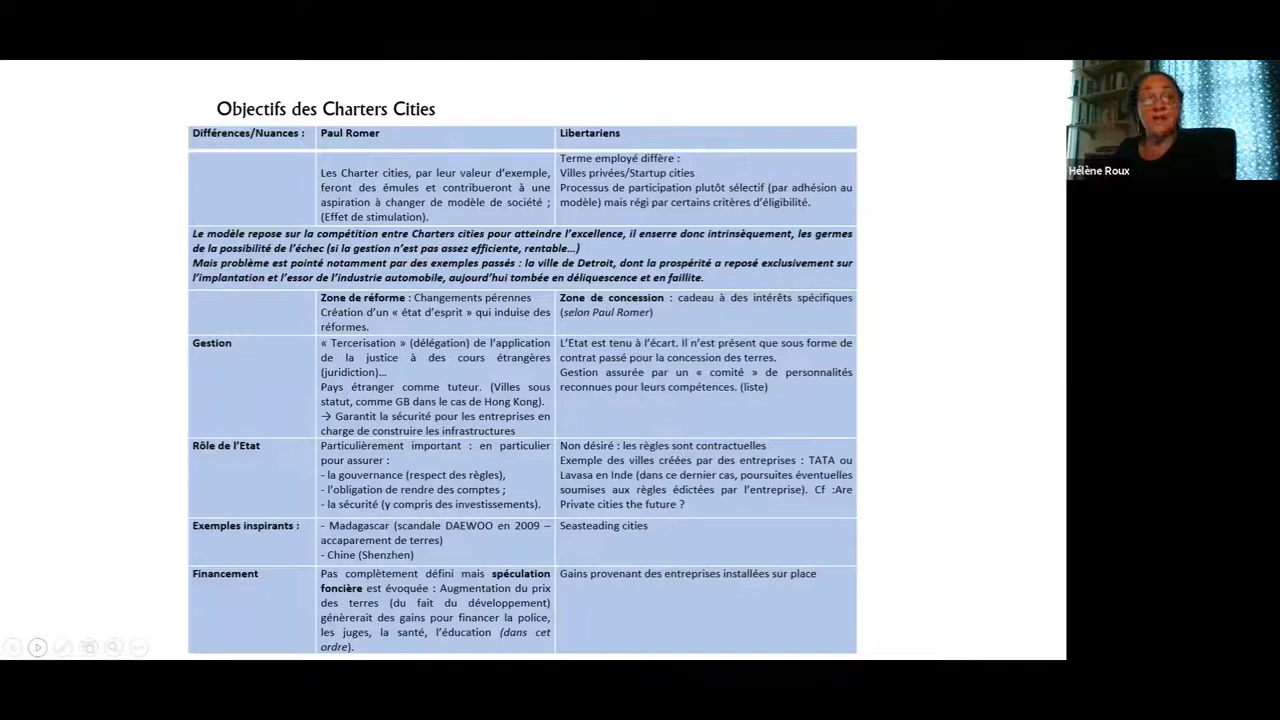 Objectifs des Charters Cities
Différences/Nuances :
Paul Romer
Libertariens
Les Charter cities, par leur valeur d’exemple,
feront des émules et contribueront à une
aspiration à changer de modèle de société ;
(Effet de stimulation).
Terme employé diffère :
Villes privées/Startup cities
Processus de participation plutôt sélectif (par adhésion au
modèle) mais régi par certains critères d’éligibilité.
Le modèle repose sur la compétition entre Charters cities pour atteindre l’excellence, il enserre donc intrinsèquement, les germes
de la possibilité de l’échec (si la gestion n’est pas assez efficiente, rentable…)
Mais problème est pointé notamment par des exemples passés : la ville de Detroit, dont la prospérité a reposé exclusivement sur
l’implantation et l’essor de l’industrie automobile, aujourd’hui tombée en déliquescence et en faillite.
Zone de réforme : Changements pérennes
Création d’un « état d’esprit » qui induise des
réformes.
Zone de concession : cadeau à des intérêts spécifiques
(selon Paul Romer)
Gestion
« Tercerisation » (délégation) de l’application
de la justice à des cours étrangères
(juridiction)…
Pays étranger comme tuteur. (Villes sous
statut, comme GB dans le cas de Hong Kong).
→ Garantit la sécurité pour les entreprises en
charge de construire les infrastructures
L’Etat est tenu à l’écart. Il n’est présent que sous forme de
contrat passé pour la concession des terres.
Gestion assurée par un « comité » de personnalités
reconnues pour leurs compétences. (liste)
Rôle de l’Etat
Particulièrement important : en particulier
pour assurer :
- la gouvernance (respect des règles),
- l’obligation de rendre des comptes ;
- la sécurité (y compris des investissements).
Non désiré : les règles sont contractuelles
Exemple des villes créées par des entreprises : TATA ou
Lavasa en Inde (dans ce dernier cas, poursuites éventuelles
soumises aux règles édictées par l’entreprise). Cf :Are
Private cities the future ?
Exemples inspirants :
- Madagascar (scandale DAEWOO en 2009 –
accaparement de terres)
- Chine (Shenzhen)
Seasteading cities
Financement
Pas complètement défini mais spéculation
foncière est évoquée : Augmentation du prix
des terres (du fait du développement)
génèrerait des gains pour financer la police,
les juges, la santé, l’éducation (dans cet
ordre).
Gains provenant des entreprises installées sur place
Hélène Roux